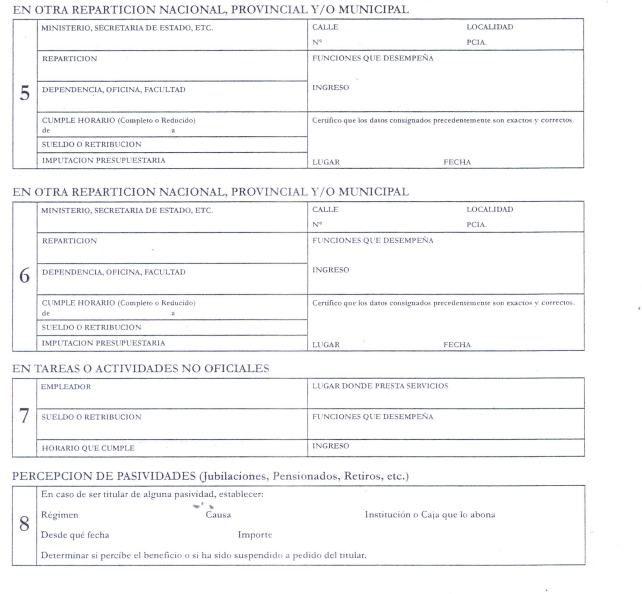 EN OTRA REPARTICION NACIONAL, PROVINCIAL Y/O MUNICIPAL
5
MINISTERIO, SECRETARIA DE ESTADO, ETC.
CALLE LOCALIDAD
Nº PCIA.
REPARTICION
FUNCIONES QUE DESEMPEÑA
DEPENDENCIA, OFICINA, FACULTAD
INGRESO
CUMPLE HORARIO (Completo o Reducido)
de a
Certifico que los datos consignados precedentemente son exactos y correctos.
SUELDO O RETRIBUCION
IMPUTACION PRESUPUESTARIA
LUGAR FECHA
EN OTRA REPARTICION NACIONAL, PROVINCIAL Y/O MUNICIPAL
6
MINISTERIO, SECRETARIA DE ESTADO, ETC.
CALLE LOCALIDAD
Nº PCIA.
REPARTICION
FUNCIONES QUE DESEMPEÑA
DEPENDENCIA, OFICINA, FACULTAD
INGRESO
CUMPLE HORARIO (Completo o Reducido)
de a
Certifico que los datos consignados precedentemente son exactos y correctos.
SUELDO O RETRIBUCION
IMPUTACION PRESUPUESTARIA
LUGAR FECHA
EN TAREAS O ACTIVIDADES NO OFICIALES
7
EMPLEADOR
LUGAR DONDE PRESTA SERVICIOS
SUELDO O RETRIBUCION
FUNCIONES QUE DESEMPEÑA
HORARIO QUE CUMPLE
INGRESO
PERCEPCION DE PASIVIDADES (Jubilaciones, Pensionados, Retiros, etc.)
8
En caso de ser titular de alguna pasividad, establecer:
Régimen Causa Institución o Caja que lo abona
Desde qué fecha Importe
Determinar si percibe el beneficio o si ha sido suspendido a pedido del titular.